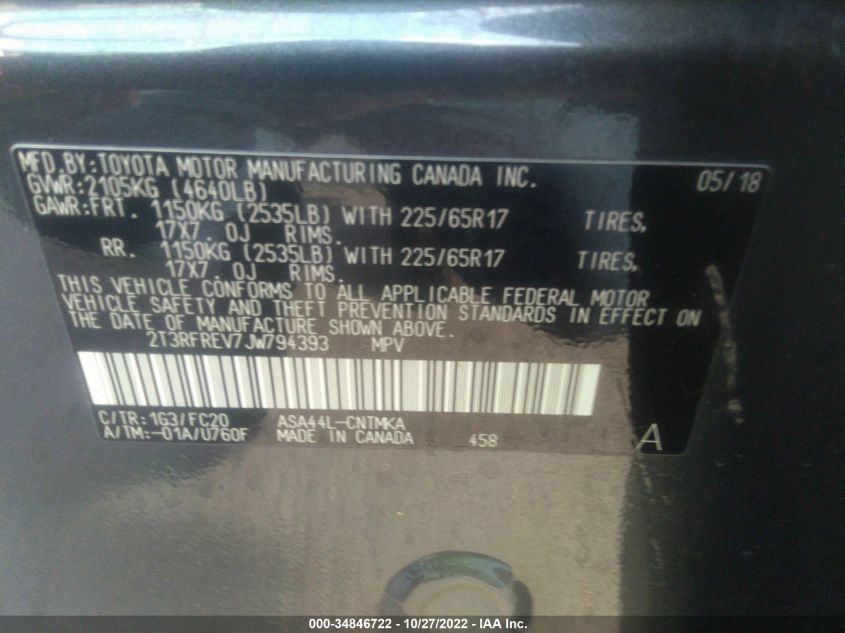 MFD.BY:TOYOTA MOTOR MANUFACTURING CANADA INC. 05/18
GVWR:2105KG (4640LB)
GAWR:FRT. 1150KG (2535LB) WITH 225/65R17 TIRES,
17X7.0J RIMS.
RR. 1150KG (2535LB) WITH 225/65R17 TIRES,
17X7.0J RIMS.
THIS VEHICLE CONFORMS TO ALL APPLICABLE FEDERAL MOTOR
VEHICLE SAFETY AND THEFT PREVENTION STANDARDS IN EFFECT ON
THE DATE OF MANUFACTURE SHOWN ABOVE.
2T3RFREV7JW794393 MPV
C/TR:1G3/FC20 ASA44L-CNTMKA
A/TM:-01A/U760F MADE IN CANADA 458 A
000-34846722 - 10/27/2022 - IAA Inc.